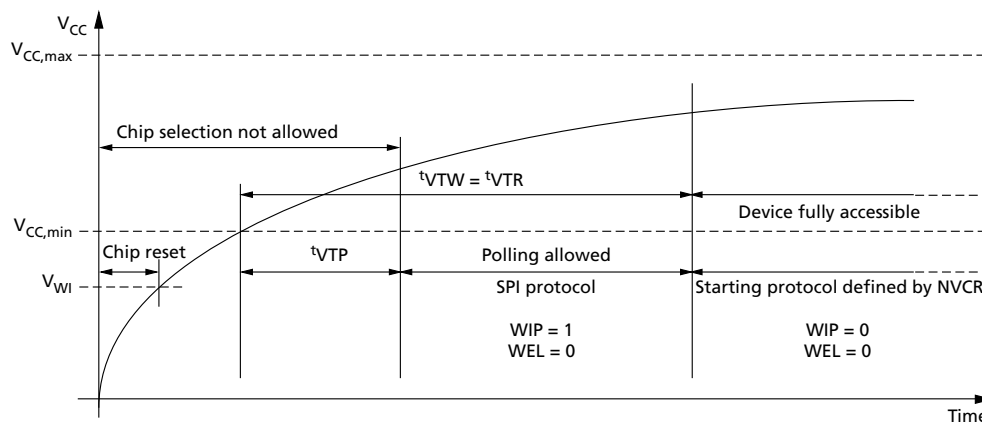 VCC
VCC,max
Chip selection not allowed
tVTW = tVTR
Device fully accessible
VCC,min
Chip reset
tVTP
Polling allowed
VWI
SPI protocol
Starting protocol defined by NVCR
WIP = 1
WEL = 0
WIP = 0
WEL = 0
Time